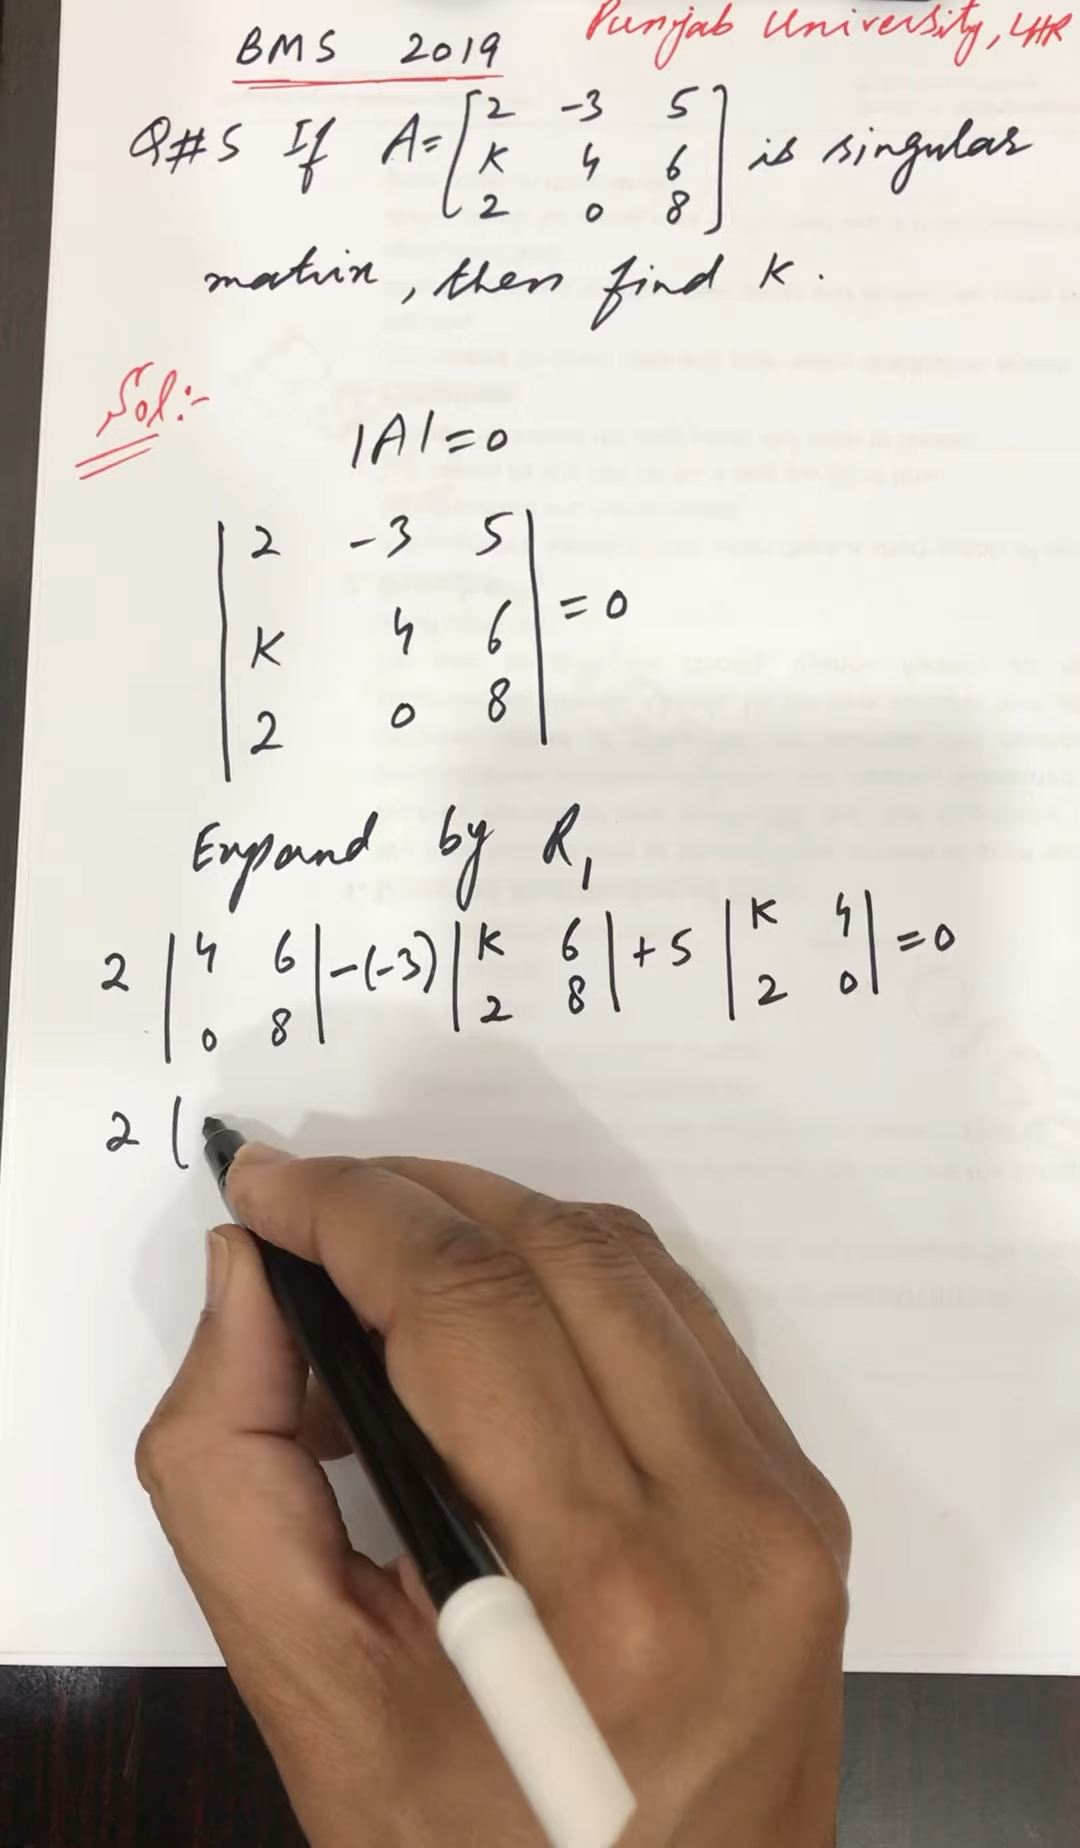 BMS 2019 Punjab University, LHR
Q#5 If A= [2 -3 5
K 4 6
2 0 8] is singular
matrix, then find K.
Sol:-
|A|=0
|2 -3 5|
|K 4 6| =0
|2 0 8|
Expand by R1
2 |4 6| -(-3) |K 6| +5 |K 4| =0
|0 8| |2 8| |2 0|
2 (